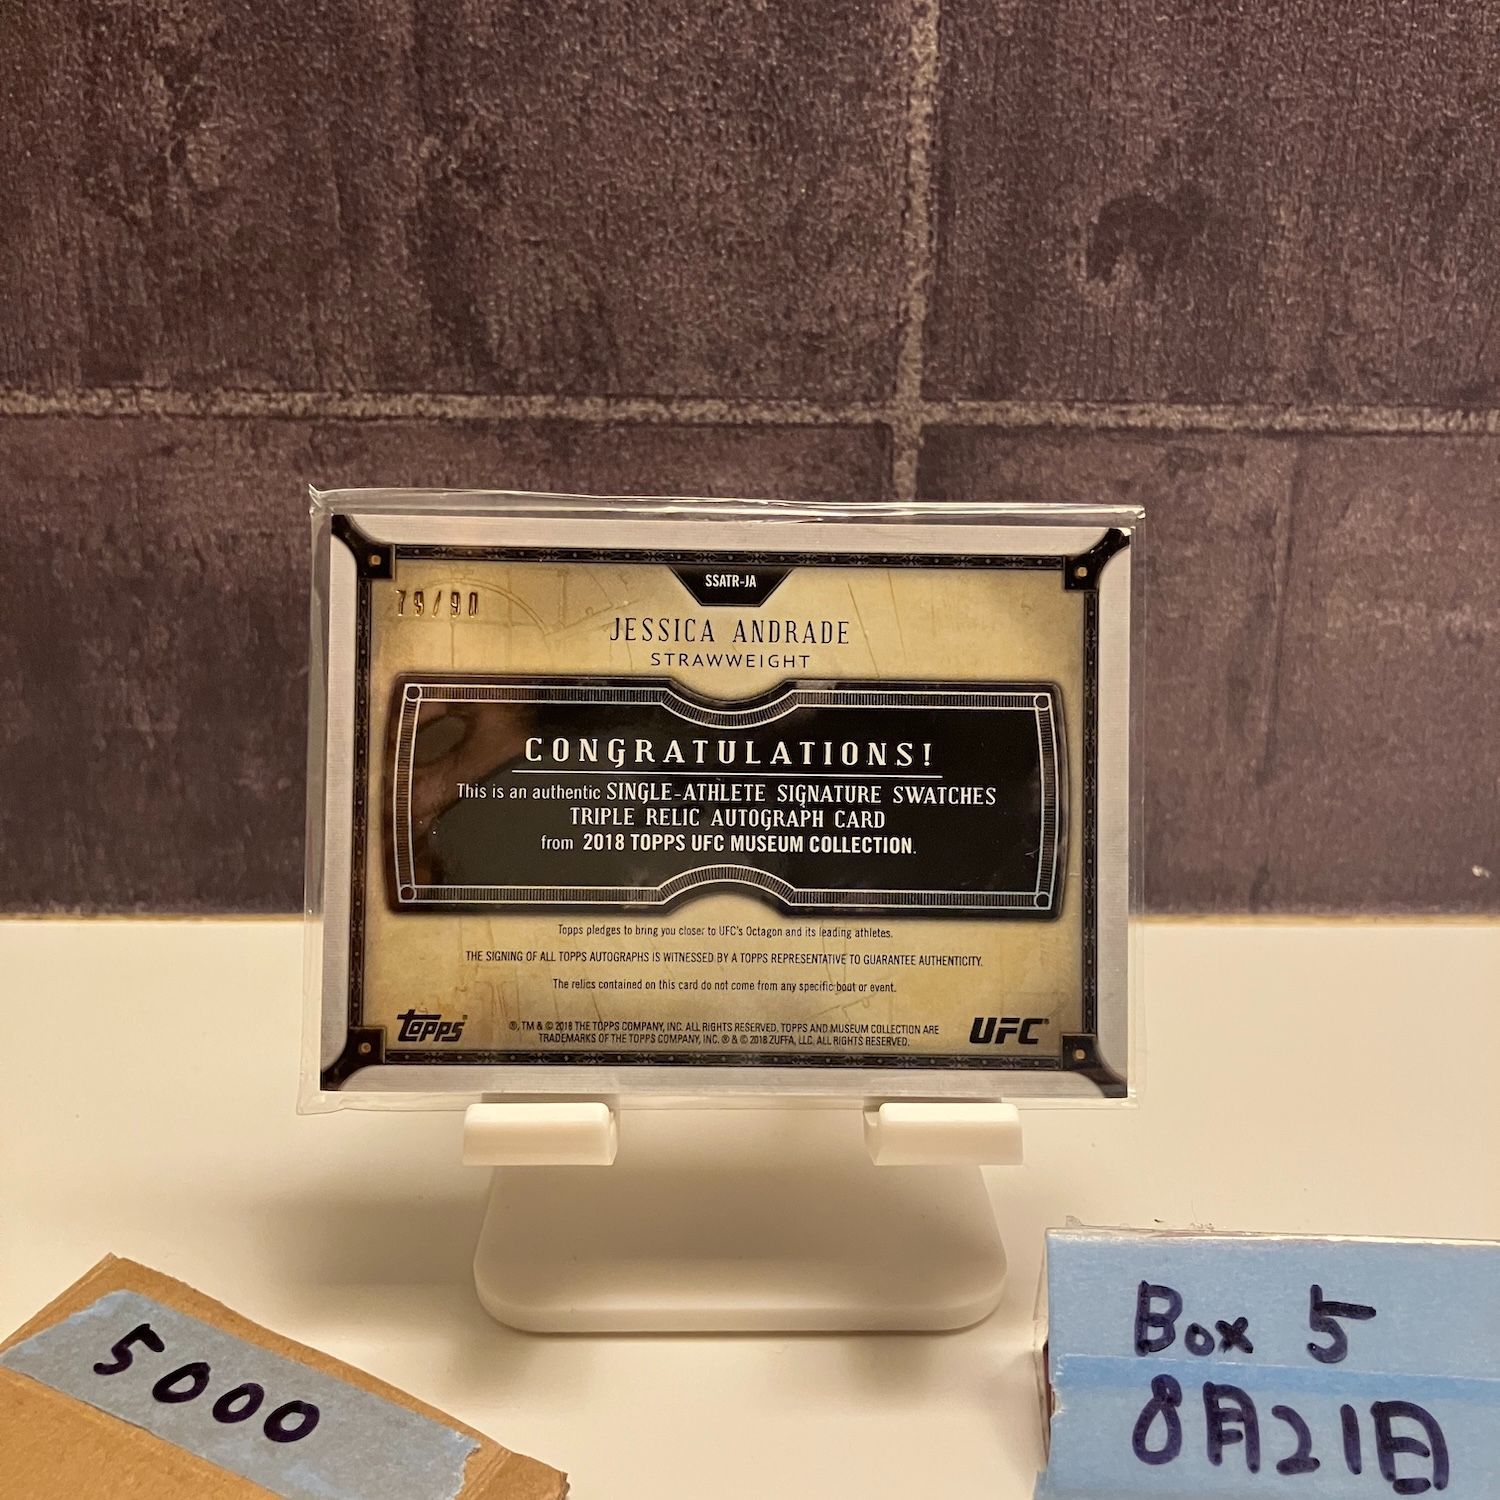 SSATR-JA
79/90
JESSICA ANDRADE
STRAWWEIGHT
CONGRATULATIONS!
This is an authentic SINGLE-ATHLETE SIGNATURE SWATCHES
TRIPLE RELIC AUTOGRAPH CARD
from 2018 TOPPS UFC MUSEUM COLLECTION.
Topps pledges to bring you closer to UFC's Octagon and its leading athletes.
THE SIGNING OF ALL TOPPS AUTOGRAPHS IS WITNESSED BY A TOPPS REPRESENTATIVE TO GUARANTEE AUTHENTICITY.
The relics contained on this card do not come from any specific bout or event.
topps®
®, TM & © 2018 THE TOPPS COMPANY, INC. ALL RIGHTS RESERVED. TOPPS AND MUSEUM COLLECTION ARE
TRADEMARKS OF THE TOPPS COMPANY, INC. ® & © 2018 ZUFFA, LLC. ALL RIGHTS RESERVED.
UFC®
5000
Box 5
8月21日